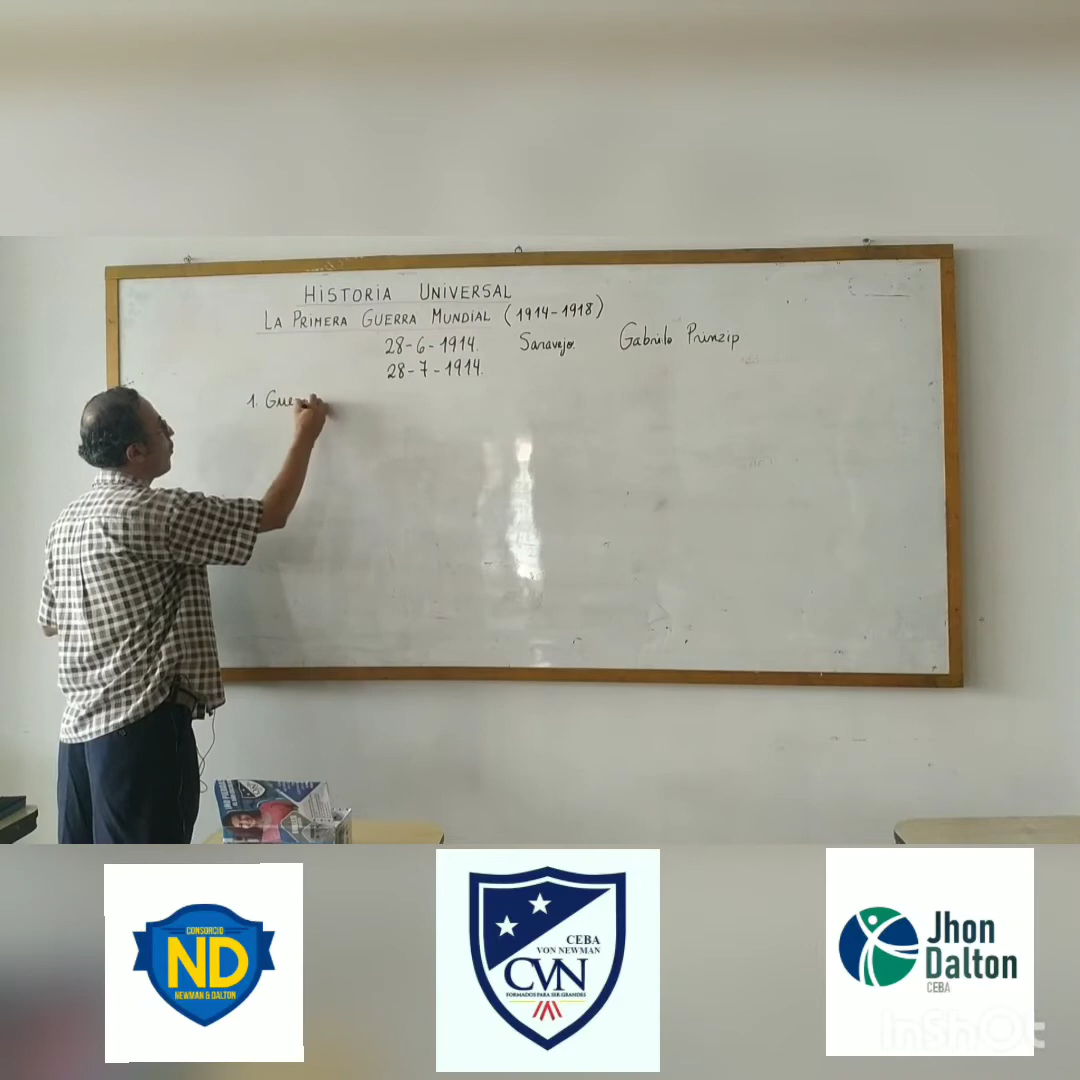 HISTORIA UNIVERSAL
LA PRIMERA GUERRA MUNDIAL (1914-1918)
28-6-1914. Saravejo. Gabrielo Prinzip
28-7-1914.
1. Gue
CVN
CONSORCIO
ND
NEWMAN & DALTON
CEBA
VON NEWMAN
CVN
FORMADOS PARA SER GRANDES
Jhon
Dalton
CEBA
InShOt